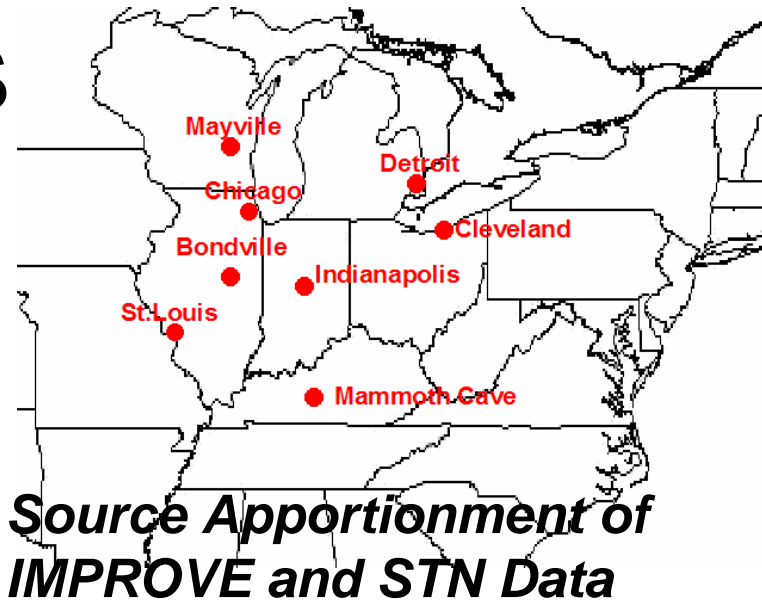 S
Mayville
Detroit
Chicago
Cleveland
Bondville
Indianapolis
St.Louis
Mammoth Cave
Source Apportionment of
IMPROVE and STN Data